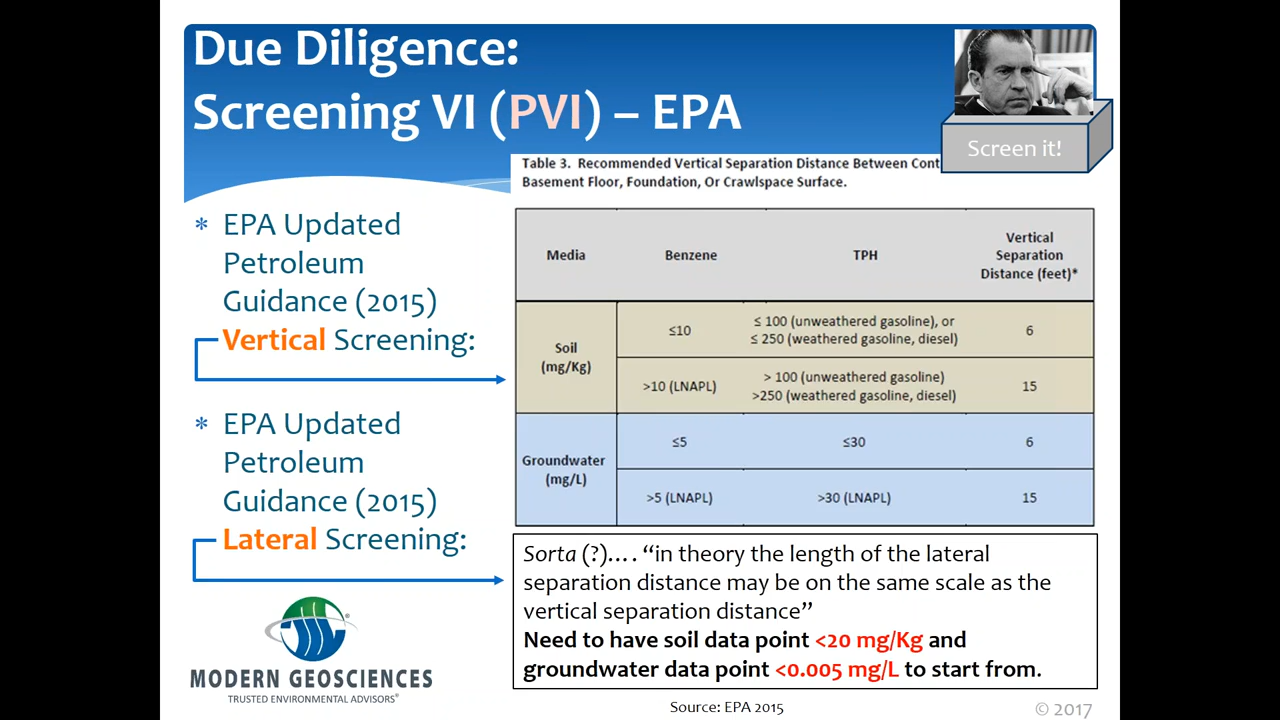 Due Diligence:
Screening VI (PVI) – EPA
Screen it!
* EPA Updated
Petroleum
Guidance (2015)
Vertical Screening:
* EPA Updated
Petroleum
Guidance (2015)
Lateral Screening:
Table 3. Recommended Vertical Separation Distance Between Cont
Basement Floor, Foundation, Or Crawlspace Surface.
Media Benzene TPH Vertical Separation Distance (feet)*
Soil (mg/Kg)
≤10 ≤ 100 (unweathered gasoline), or
≤ 250 (weathered gasoline, diesel) 6
>10 (LNAPL) > 100 (unweathered gasoline)
>250 (weathered gasoline, diesel) 15
Groundwater (mg/L)
≤5 ≤30 6
>5 (LNAPL) >30 (LNAPL) 15
Sorta (?)…. “in theory the length of the lateral
separation distance may be on the same scale as the
vertical separation distance”
Need to have soil data point <20 mg/Kg and
groundwater data point <0.005 mg/L to start from.
MODERN GEOSCIENCES
TRUSTED ENVIRONMENTAL ADVISORS®
Source: EPA 2015
© 2017